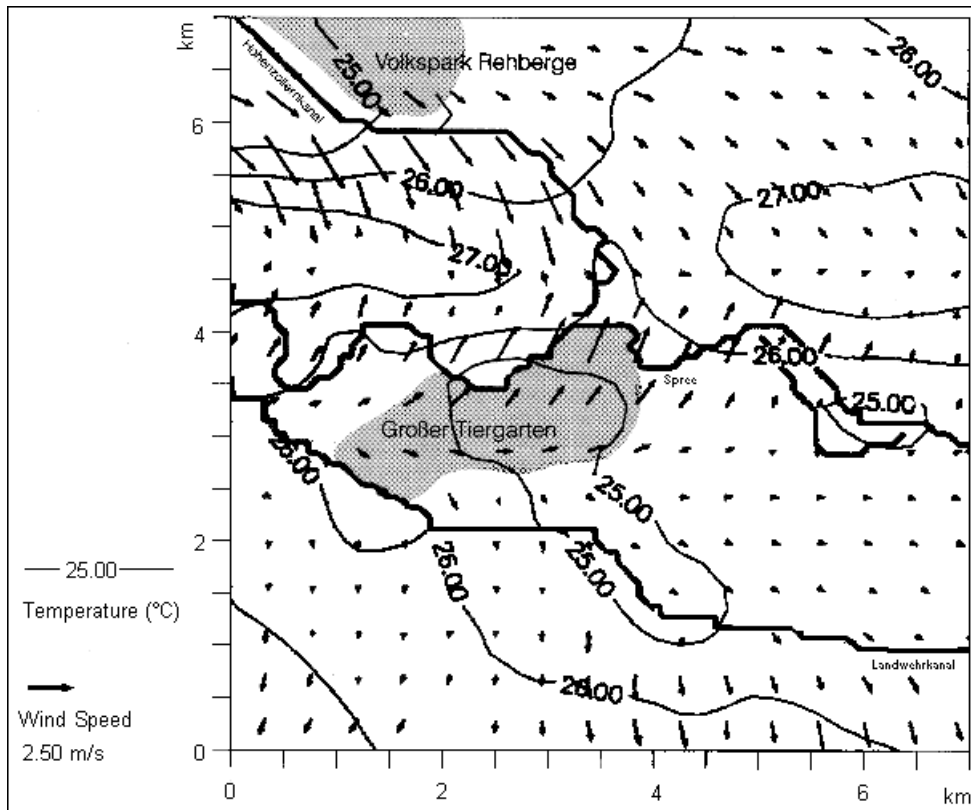 km
6
4
2
0
0
2
4
6
km
Hohenzollernkanal
Volkspark Rehberge
25.00
26.00
26.00
27.00
27.00
26.00
Spree
25.00
Großer Tiergarten
25.00
25.00
25.00
26.00
26.00
Landwehrkanal
25.00
Temperature (°C)
Wind Speed
2.50 m/s